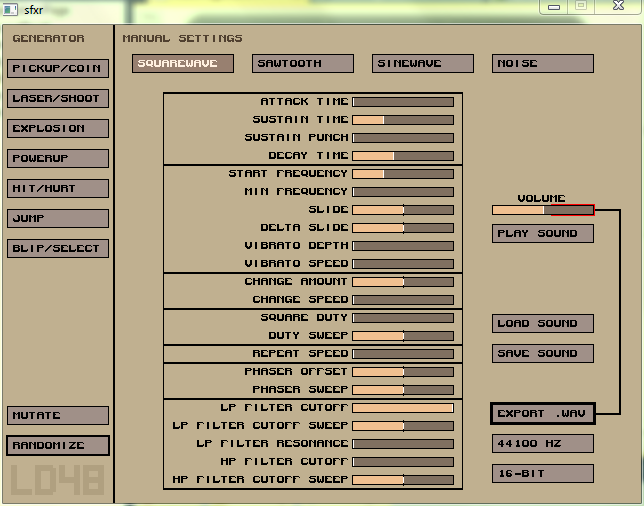 sfxr
GENERATOR
PICKUP/COIN
LASER/SHOOT
EXPLOSION
POWERUP
HIT/HURT
JUMP
BLIP/SELECT
MUTATE
RANDOMIZE
LD48
MANUAL SETTINGS
SQUAREWAVE SAWTOOTH SINEWAVE NOISE
ATTACK TIME
SUSTAIN TIME
SUSTAIN PUNCH
DECAY TIME
START FREQUENCY
MIN FREQUENCY
SLIDE
DELTA SLIDE
VIBRATO DEPTH
VIBRATO SPEED
CHANGE AMOUNT
CHANGE SPEED
SQUARE DUTY
DUTY SWEEP
REPEAT SPEED
PHASER OFFSET
PHASER SWEEP
LP FILTER CUTOFF
LP FILTER CUTOFF SWEEP
LP FILTER RESONANCE
HP FILTER CUTOFF
HP FILTER CUTOFF SWEEP
VOLUME
PLAY SOUND
LOAD SOUND
SAVE SOUND
EXPORT .WAV
44100 HZ
16-BIT